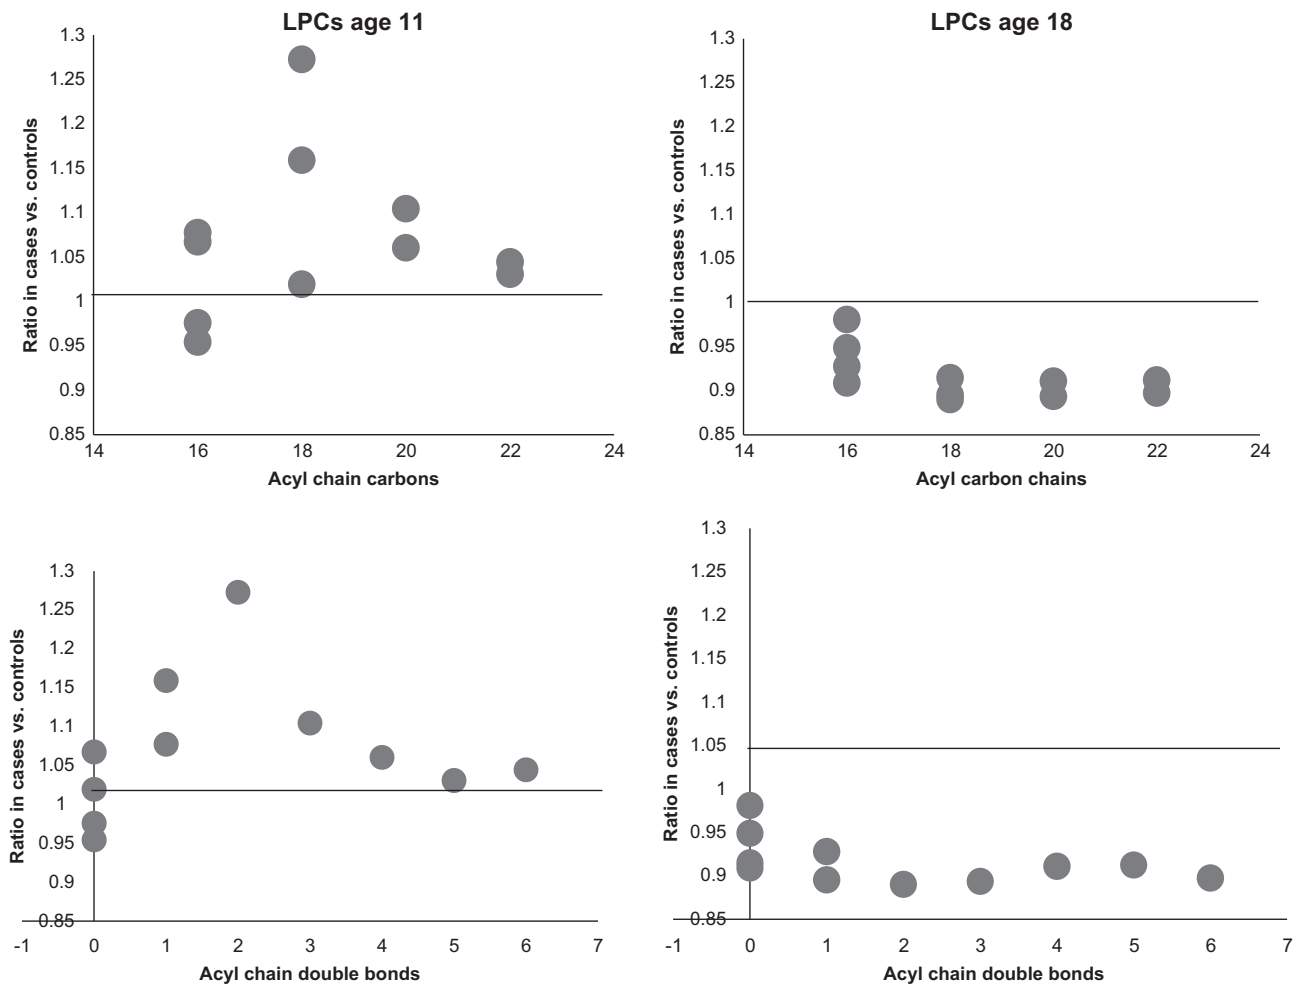 LPCs age 11
1.3
1.25
1.2
1.15
1.1
1.05
1
0.95
0.9
0.85
Ratio in cases vs. controls
14 16 18 20 22 24
Acyl chain carbons
LPCs age 18
1.3
1.25
1.2
1.15
1.1
1.05
1
0.95
0.9
0.85
Ratio in cases vs. controls
14 16 18 20 22 24
Acyl carbon chains
1.3
1.25
1.2
1.15
1.1
1.05
1
0.95
0.9
0.85
Ratio in cases vs. controls
-1 0 1 2 3 4 5 6 7
Acyl chain double bonds
1.3
1.25
1.2
1.15
1.1
1.05
1
0.95
0.9
0.85
Ratio in cases vs. controls
-1 0 1 2 3 4 5 6 7
Acyl chain double bonds